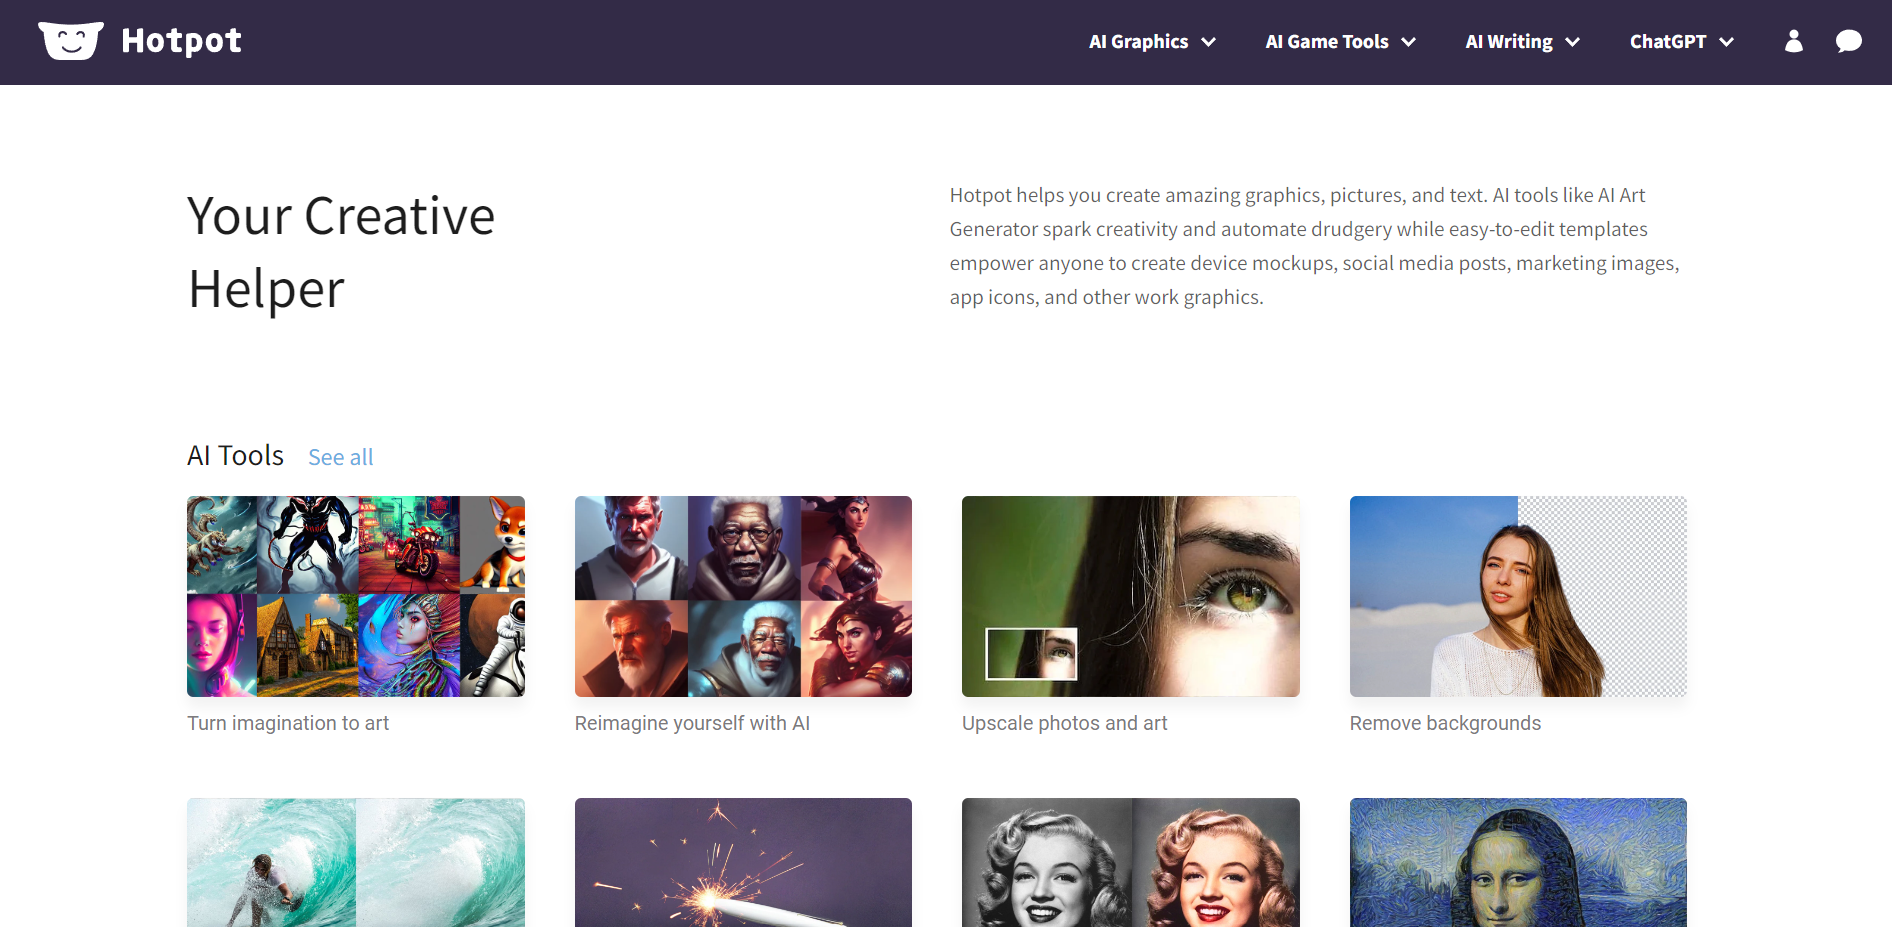 Hotpot
AI Graphics
AI Game Tools
AI Writing
ChatGPT
Your Creative
Helper
Hotpot helps you create amazing graphics, pictures, and text. AI tools like AI Art
Generator spark creativity and automate drudgery while easy-to-edit templates
empower anyone to create device mockups, social media posts, marketing images,
app icons, and other work graphics.
AI Tools See all
Turn imagination to art
Reimagine yourself with AI
Upscale photos and art
Remove backgrounds